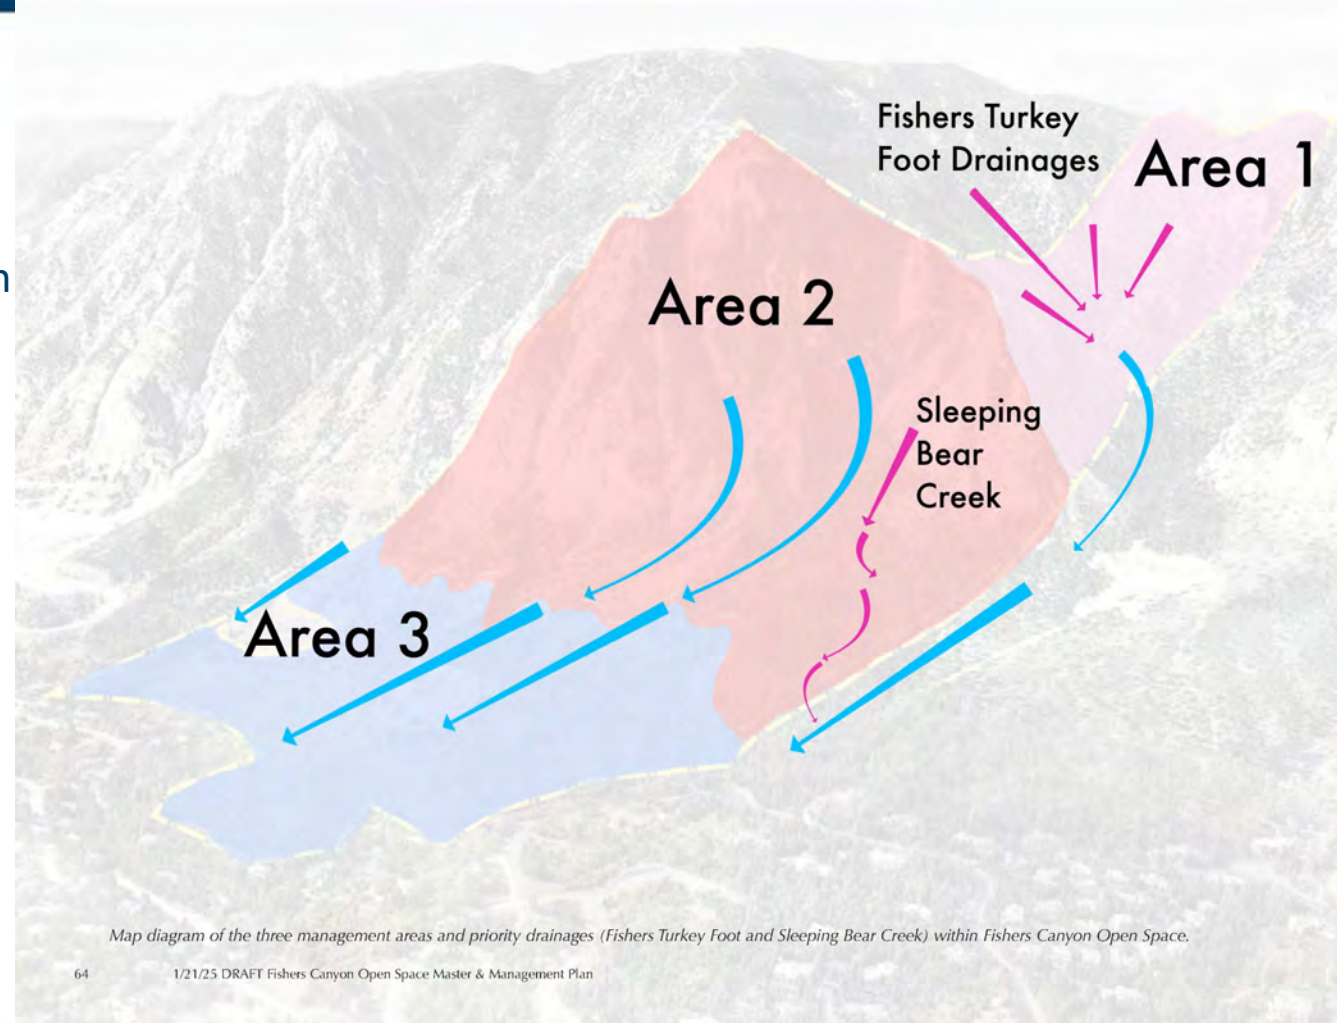 Fishers Turkey
Foot Drainages
Area 1
Area 2
Sleeping
Bear
Creek
Area 3
Map diagram of the three management areas and priority drainages (Fishers Turkey Foot and Sleeping Bear Creek) within Fishers Canyon Open Space.
64 1/21/25 DRAFT Fishers Canyon Open Space Master & Management Plan